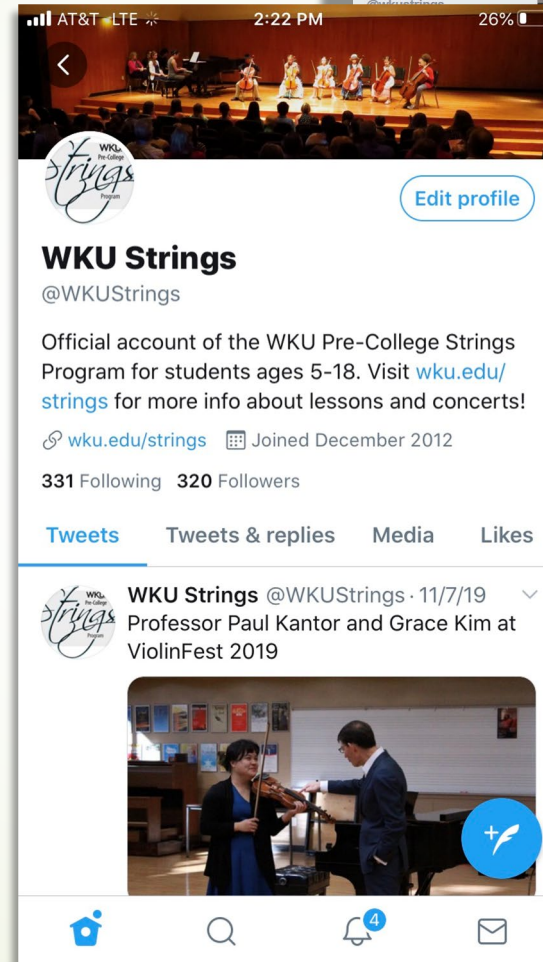 @wkustrings
AT&T LTE 2:22 PM 26%
WKU
Pre-College
Strings
Program
Edit profile
WKU Strings
@WKUStrings
Official account of the WKU Pre-College Strings
Program for students ages 5-18. Visit wku.edu/
strings for more info about lessons and concerts!
wku.edu/strings Joined December 2012
331 Following 320 Followers
Tweets Tweets & replies Media Likes
WKU
Pre-College
Strings
Program
WKU Strings @WKUStrings · 11/7/19
Professor Paul Kantor and Grace Kim at
ViolinFest 2019
4